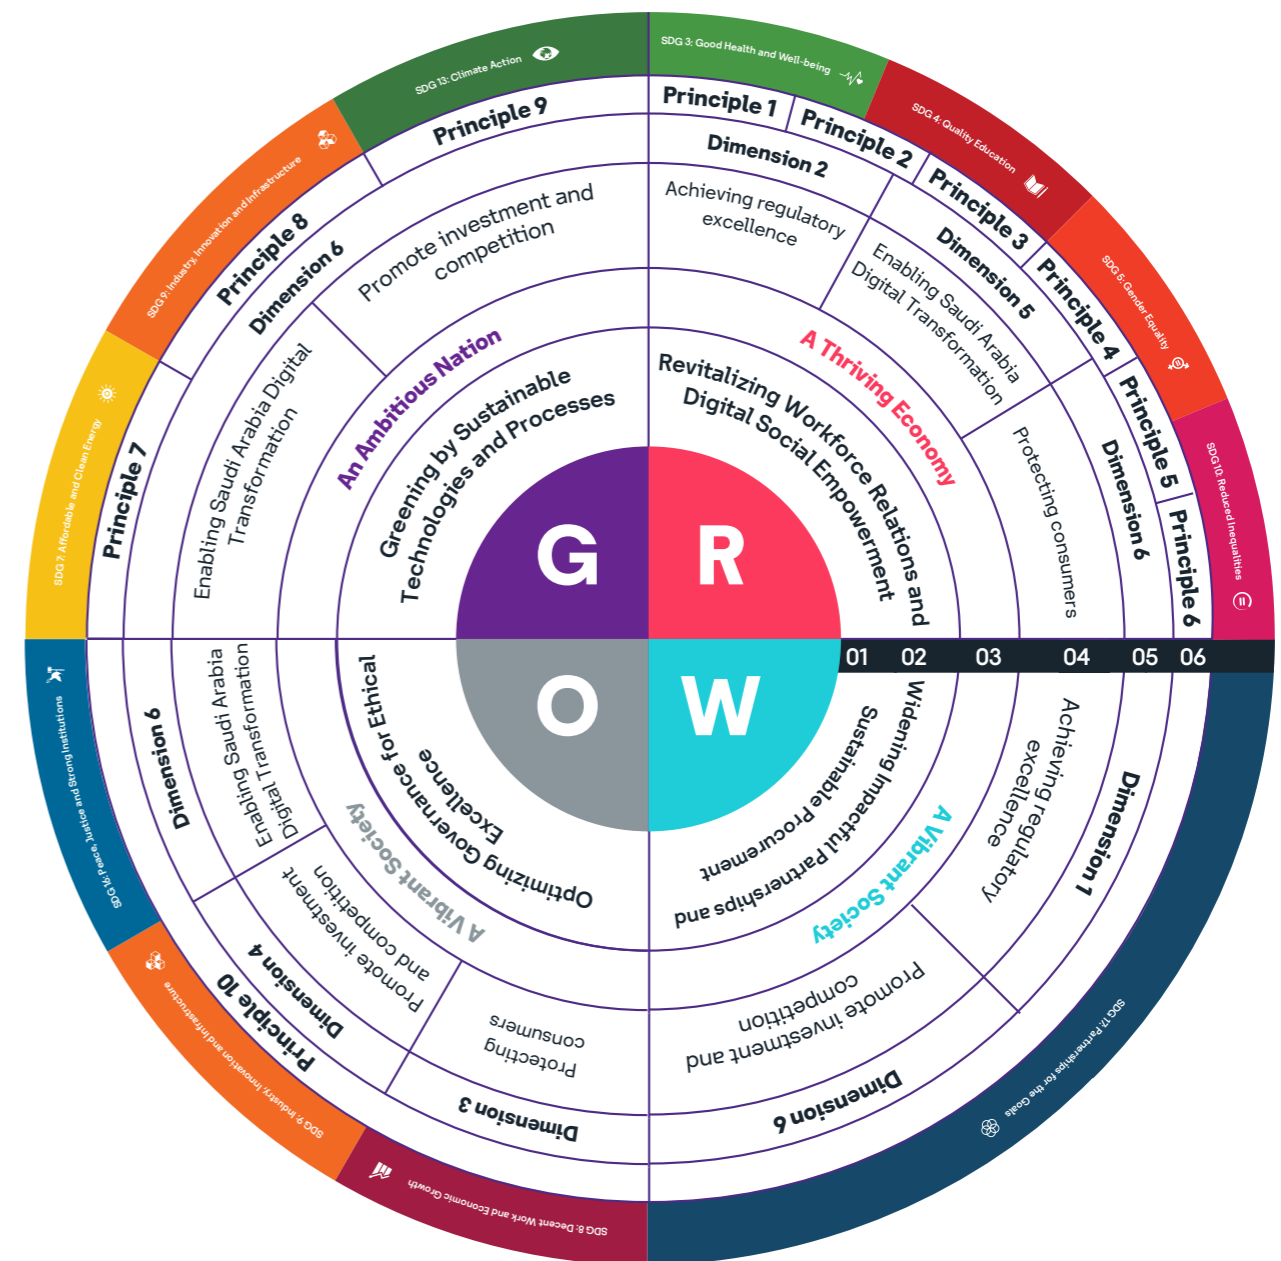 SDG 13: Climate Action
SDG 3: Good Health and Well-being
SDG 4: Quality Education
SDG 5: Gender Equality
SDG 10: Reduced Inequalities
SDG 9: Industry, Innovation and Infrastructure
SDG 7: Affordable and Clean Energy
Principle 9
Principle 8
Principle 7
Principle 1
Principle 2
Principle 3
Principle 4
Principle 5
Principle 6
Dimension 6
Promote investment and
competition
Enabling Saudi Arabia Digital
Transformation
An Ambitious Nation
Greening by Sustainable
Technologies and Processes
G
Dimension 2
Dimension 5
Dimension 6
Achieving regulatory
excellence
Enabling Saudi Arabia
Digital Transformation
Protecting consumers
A Thriving Economy
Revitalizing Workforce Relations and
Digital Social Empowerment
R
01 02 03 04 05 06
O
Optimizing Governance for Ethical
Excellence
A Vibrant Society
Enabling Saudi Arabia
Digital Transformation
Promote investment
and competition
Protecting
consumers
Dimension 6
Dimension 4
Dimension 3
Principle 10
SDG 16: Peace, Justice and Strong Institutions
SDG 9: Industry, Innovation and Infrastructure
SDG 8: Decent Work and Economic Growth
W
Widening Impactful Partnerships and
Sustainable Procurement
A Vibrant Society
Achieving regulatory
excellence
Promote investment and
competition
Dimension 1
Dimension 6
SDG 17: Partnerships for the Goals